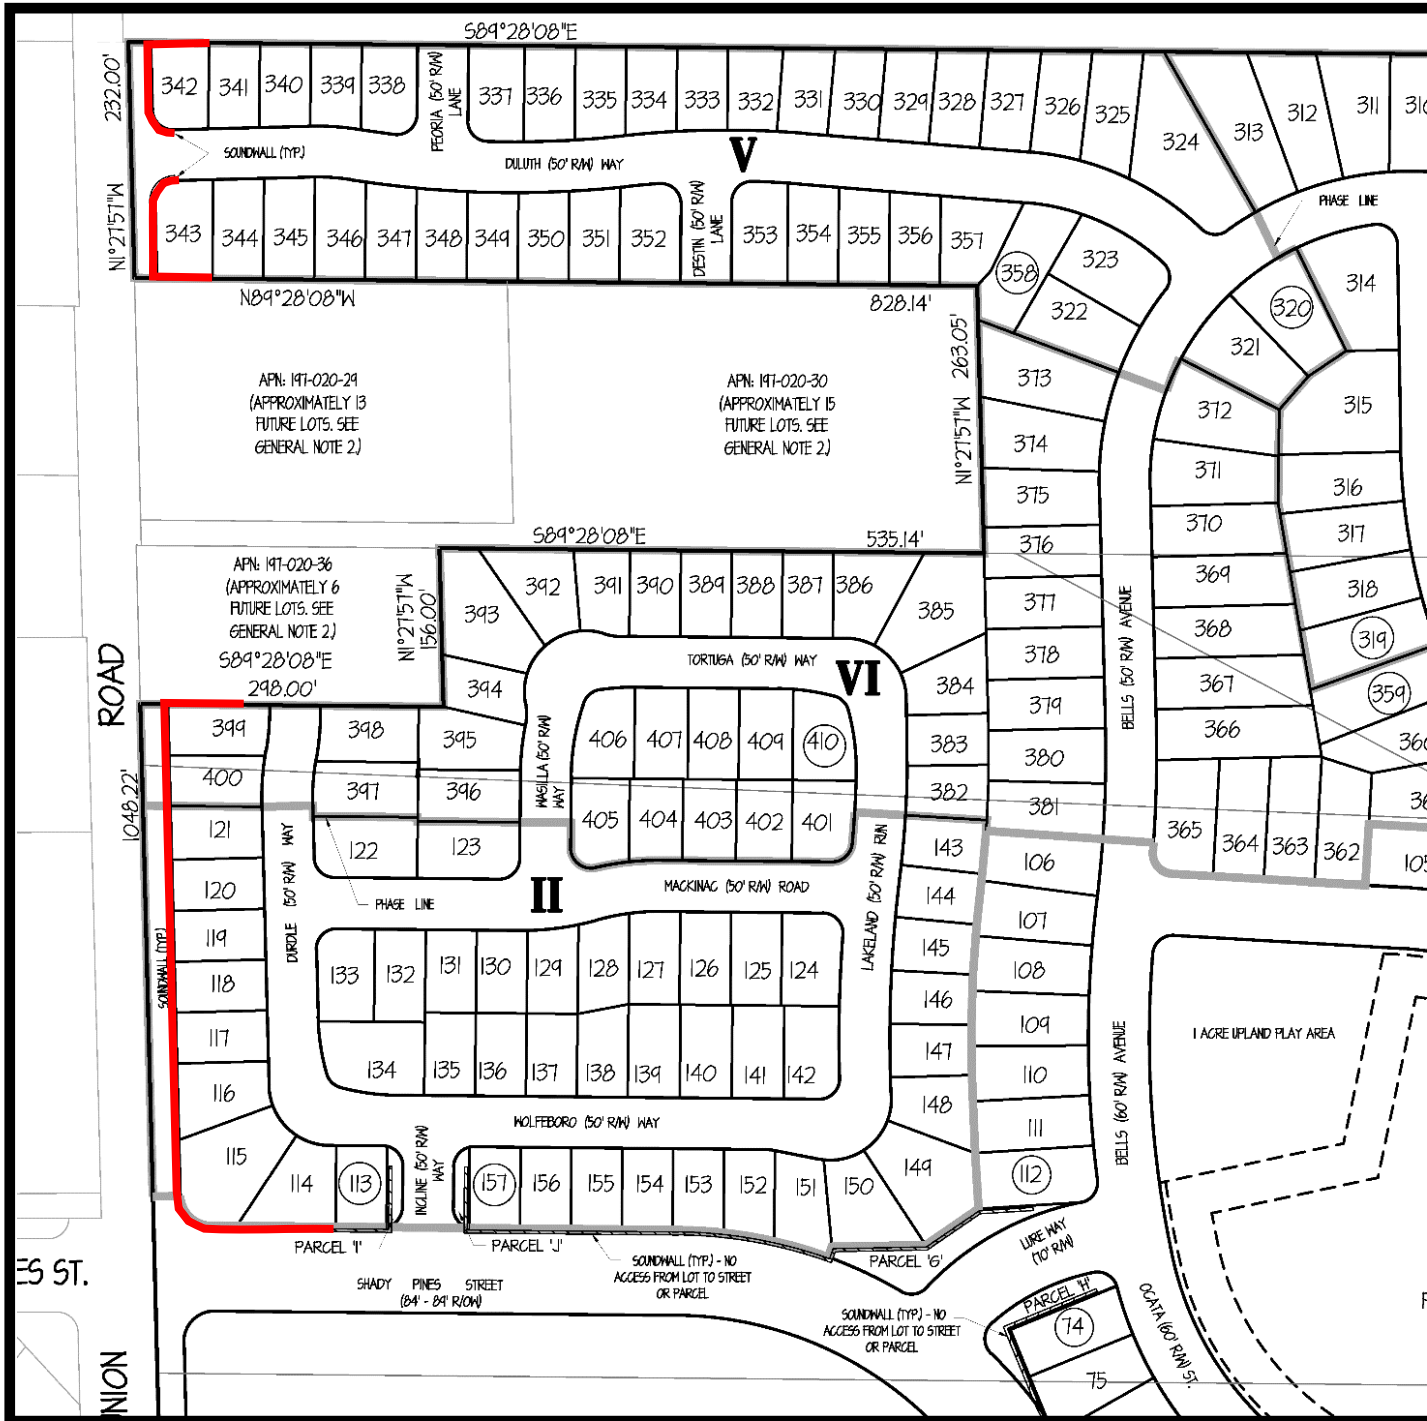 S89°28'08"E
232.00'
342
341
340
339
338
PEORIA (50' R/W)
LANE
337
336
335
334
333
332
331
330
329
328
327
326
325
324
313
312
311
SOUNDWALL (TYP.)
DULUTH (50' R/W) WAY
V
PHASE LINE
N1°27'57"W
343
344
345
346
347
348
349
350
351
352
DESTIN (50' R/W)
LANE
353
354
355
356
357
358
323
322
320
321
314
315
N89°28'08"W
828.14'
N1°27'57"W 263.05'
APN: 197-020-29
(APPROXIMATELY 13
FUTURE LOTS. SEE
GENERAL NOTE 2.)
APN: 197-020-30
(APPROXIMATELY 15
FUTURE LOTS. SEE
GENERAL NOTE 2.)
373
374
375
376
377
378
379
380
381
372
371
370
369
368
367
366
365
364
363
362
316
317
318
319
359
S89°28'08"E
535.14'
APN: 197-020-36
(APPROXIMATELY 6
FUTURE LOTS. SEE
GENERAL NOTE 2.)
S89°28'08"E
298.00'
N1°27'57"W
156.00'
393
392
391
390
389
388
387
386
385
384
383
382
394
TORTUGA (50' R/W) WAY
VI
BELLS (50' R/W) AVENUE
ROAD
1048.22'
399
398
395
400
397
396
WASILLA (50' R/W)
WAY
406
407
408
409
410
405
404
403
402
401
121
122
123
DURDLE (50' R/W) WAY
PHASE LINE
II
MACKINAC (50' R/W) ROAD
LAKELAND (50' R/W) RUN
143
144
145
146
147
148
106
107
108
109
110
111
112
120
119
118
117
116
115
114
113
SOUNDWALL (TYP.)
133
132
131
130
129
128
127
126
125
124
134
135
136
137
138
139
140
141
142
1 ACRE UPLAND PLAY AREA
BELLS (60' R/W) AVENUE
WOLFEBORO (50' R/W) WAY
INCLINE (50' R/W)
WAY
157
156
155
154
153
152
151
150
149
PARCEL 'I'
PARCEL 'J'
SOUNDWALL (TYP.) - NO
ACCESS FROM LOT TO STREET
OR PARCEL
PARCEL 'G'
LURE WAY
(70' R/W)
ES ST.
SHADY PINES STREET
(84' - 89' R/OW)
SOUNDWALL (TYP.) - NO
ACCESS FROM LOT TO STREET
OR PARCEL
PARCEL 'H'
74
75
OCATA (60' R/W) ST.
NION